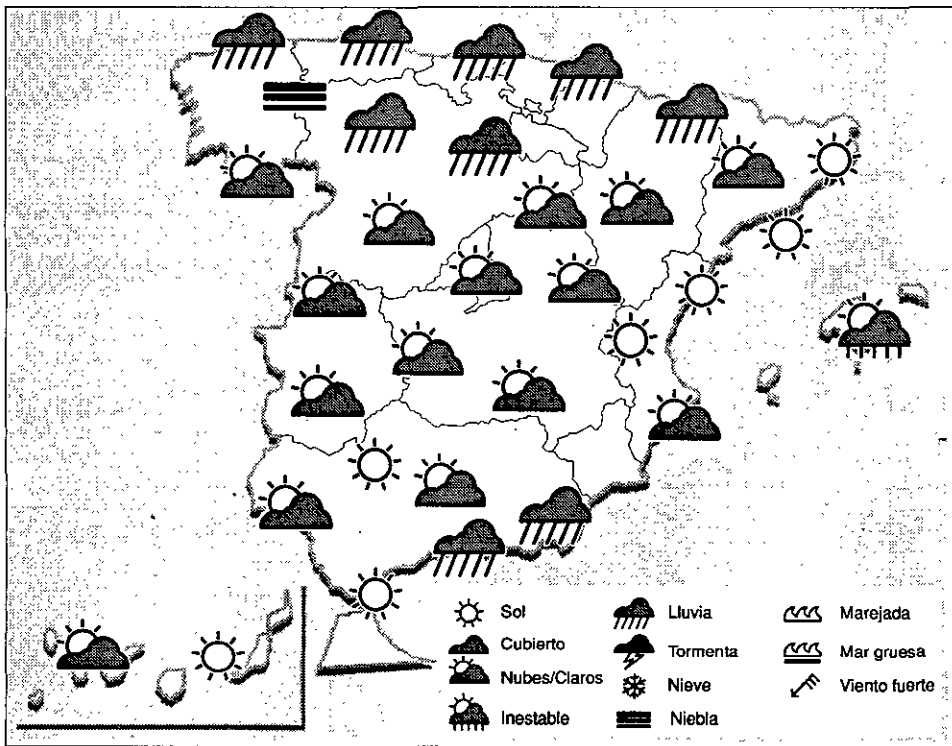 Sol
Cubierto
Nubes/Claros
Inestable
Lluvia
Tormenta
Nieve
Niebla
Marejada
Mar gruesa
Viento fuerte